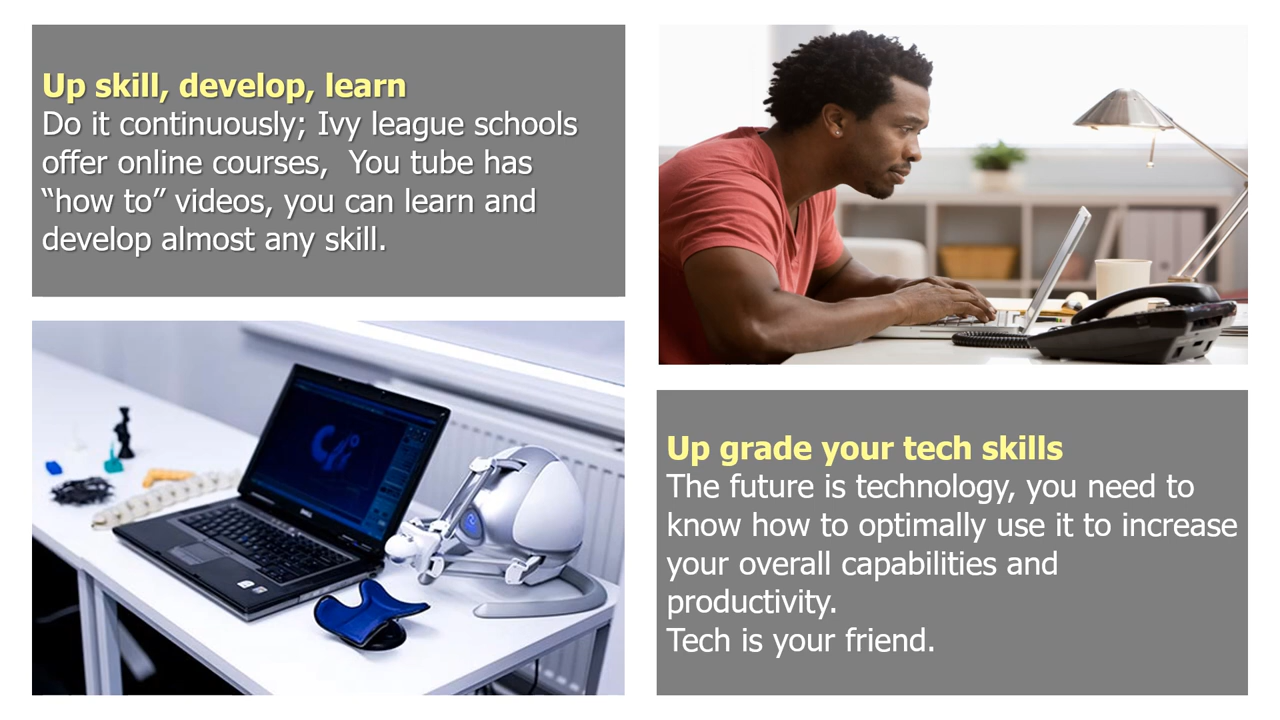 Up skill, develop, learn
Do it continuously; Ivy league schools
offer online courses,  You tube has
“how to” videos, you can learn and
develop almost any skill.
DELL
Up grade your tech skills
The future is technology, you need to
know how to optimally use it to increase
your overall capabilities and
productivity.
Tech is your friend.